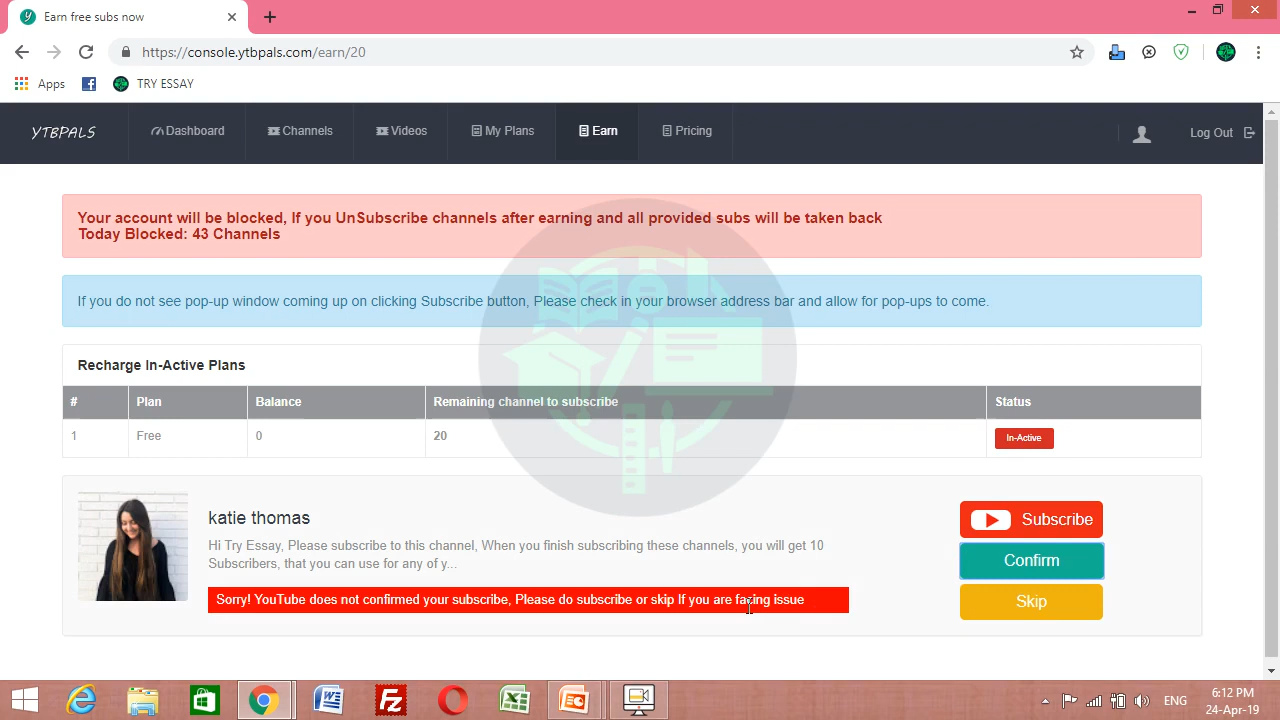 Earn free subs now
https://console.ytbpals.com/earn/20
Apps
TRY ESSAY
YTBPALS
Dashboard
Channels
Videos
My Plans
Earn
Pricing
Log Out
Your account will be blocked, If you UnSubscribe channels after earning and all provided subs will be taken back
Today Blocked: 43 Channels
If you do not see pop-up window coming up on clicking Subscribe button, Please check in your browser address bar and allow for pop-ups to come.
Recharge In-Active Plans
# Plan Balance Remaining channel to subscribe Status
1 Free 0 20 In-Active
katie thomas
Hi Try Essay, Please subscribe to this channel, When you finish subscribing these channels, you will get 10
Subscribers, that you can use for any of y...
Sorry! YouTube does not confirmed your subscribe, Please do subscribe or skip If you are facing issue
Subscribe
Confirm
Skip
ENG
6:12 PM
24-Apr-19